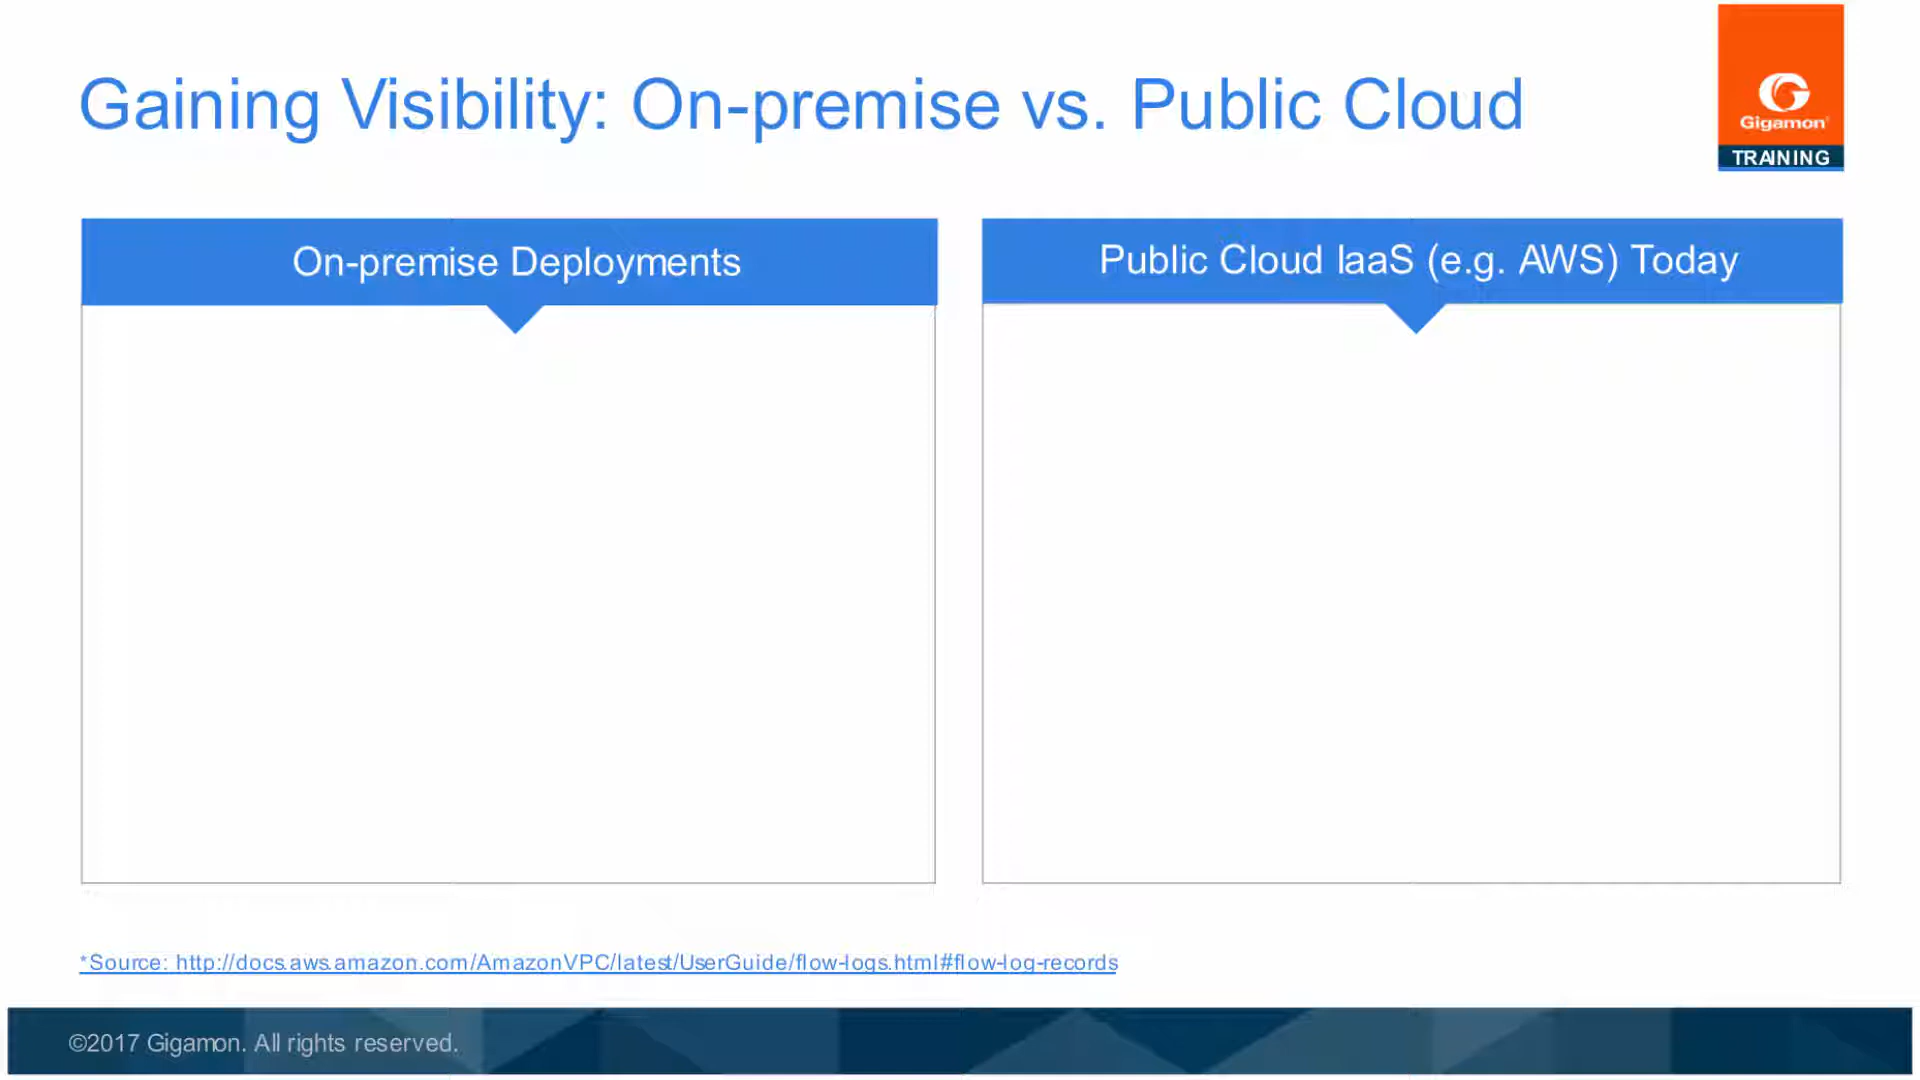 Gaining Visibility: On-premise vs. Public Cloud
Gigamon®
TRAINING
On-premise Deployments
Public Cloud IaaS (e.g. AWS) Today
*Source: http://docs.aws.amazon.com/AmazonVPC/latest/UserGuide/flow-logs.html#flow-log-records
©2017 Gigamon. All rights reserved.